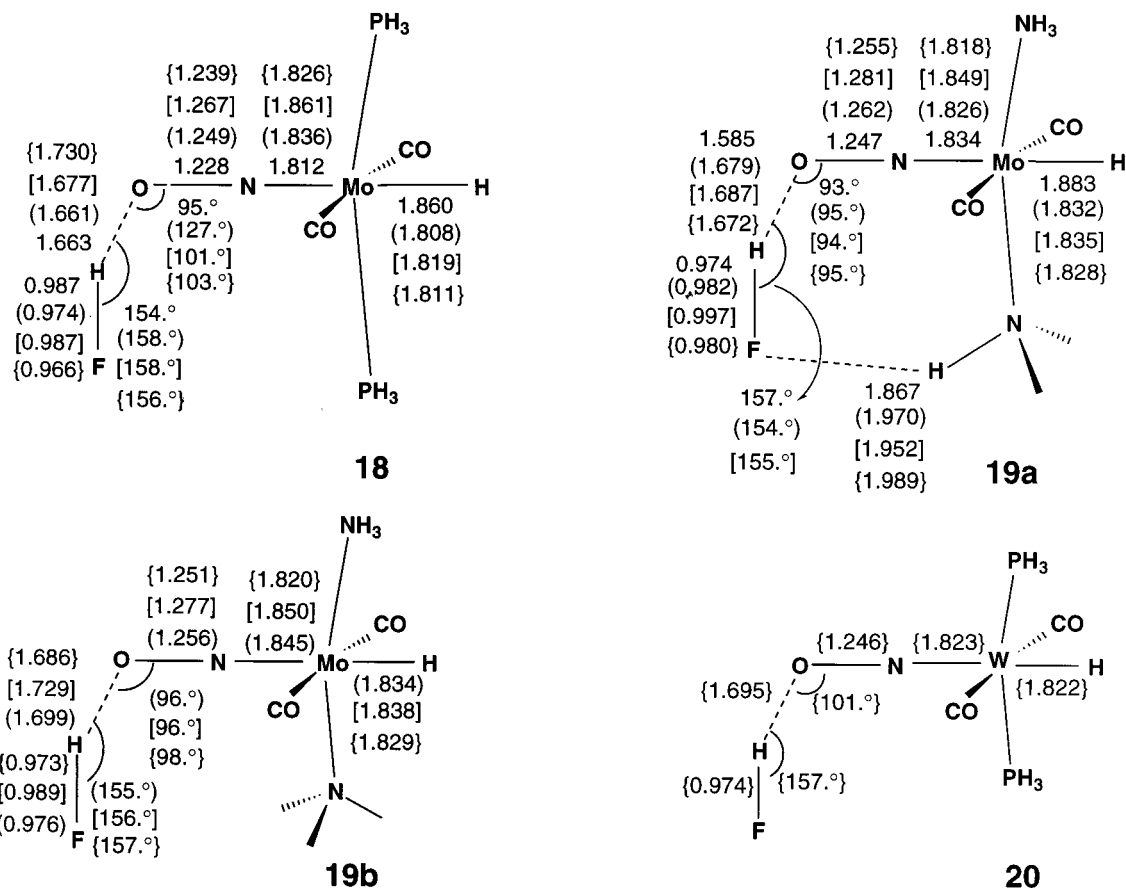 PH3
{1.239} {1.826}
[1.267] [1.861]
(1.249) (1.836)
1.228 1.812
{1.730}
[1.677]
(1.661)
1.663
O N Mo H
CO
CO
95.°
(127.°)
[101.°]
{103.°}
1.860
(1.808)
[1.819]
{1.811}
H
0.987
(0.974)
[0.987]
{0.966}
F
154.°
(158.°)
[158.°]
{156.°}
PH3
18
NH3
{1.255} {1.818}
[1.281] [1.849]
(1.262) (1.826)
1.247 1.834
1.585
(1.679)
[1.687]
{1.672}
O N Mo H
CO
CO
93.°
(95.°)
[94.°]
{95.°}
1.883
(1.832)
[1.835]
{1.828}
H
0.974
(0.982)
[0.997]
{0.980}
F
N
H
157.°
(154.°)
[155.°]
1.867
(1.970)
[1.952]
{1.989}
19a
NH3
{1.251} {1.820}
[1.277] [1.850]
(1.256) (1.845)
{1.686}
[1.729]
(1.699)
O N Mo H
CO
CO
(96.°)
[96.°]
{98.°}
(1.834)
[1.838]
{1.829}
H
{0.973}
[0.989]
(0.976)
F
(155.°)
[156.°]
{157.°}
N
19b
PH3
{1.246} {1.823}
O N W H
CO
CO
{1.695}
{101.°}
{1.822}
H
{0.974}
{157.°}
F
PH3
20